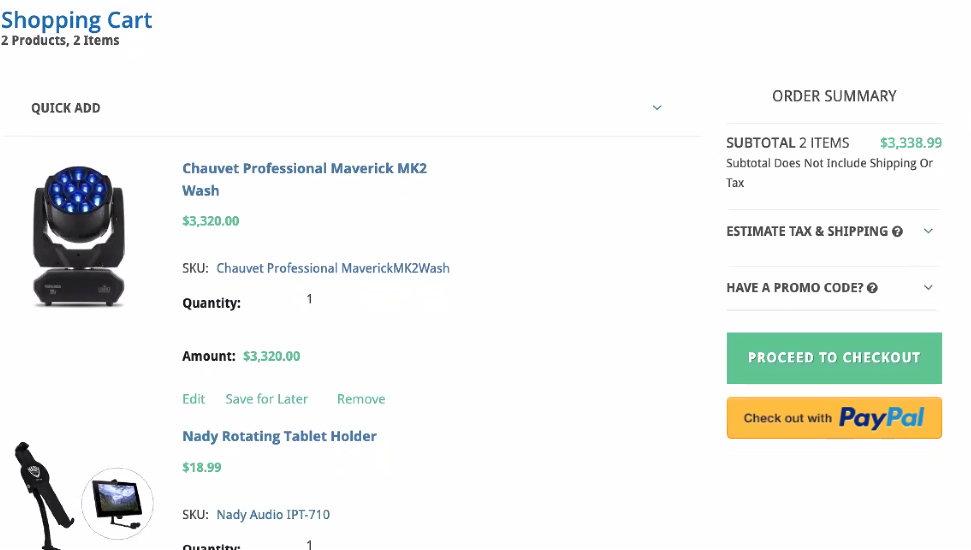 Shopping Cart
2 Products, 2 Items
QUICK ADD
Chauvet Professional Maverick MK2
Wash
$3,320.00
SKU: Chauvet Professional MaverickMK2Wash
Quantity: 1
Amount: $3,320.00
Edit Save for Later Remove
Nady Rotating Tablet Holder
$18.99
SKU: Nady Audio IPT-710
Quantity: 1
ORDER SUMMARY
SUBTOTAL 2 ITEMS $3,338.99
Subtotal Does Not Include Shipping Or
Tax
ESTIMATE TAX & SHIPPING ?
HAVE A PROMO CODE? ?
PROCEED TO CHECKOUT
Check out with PayPal